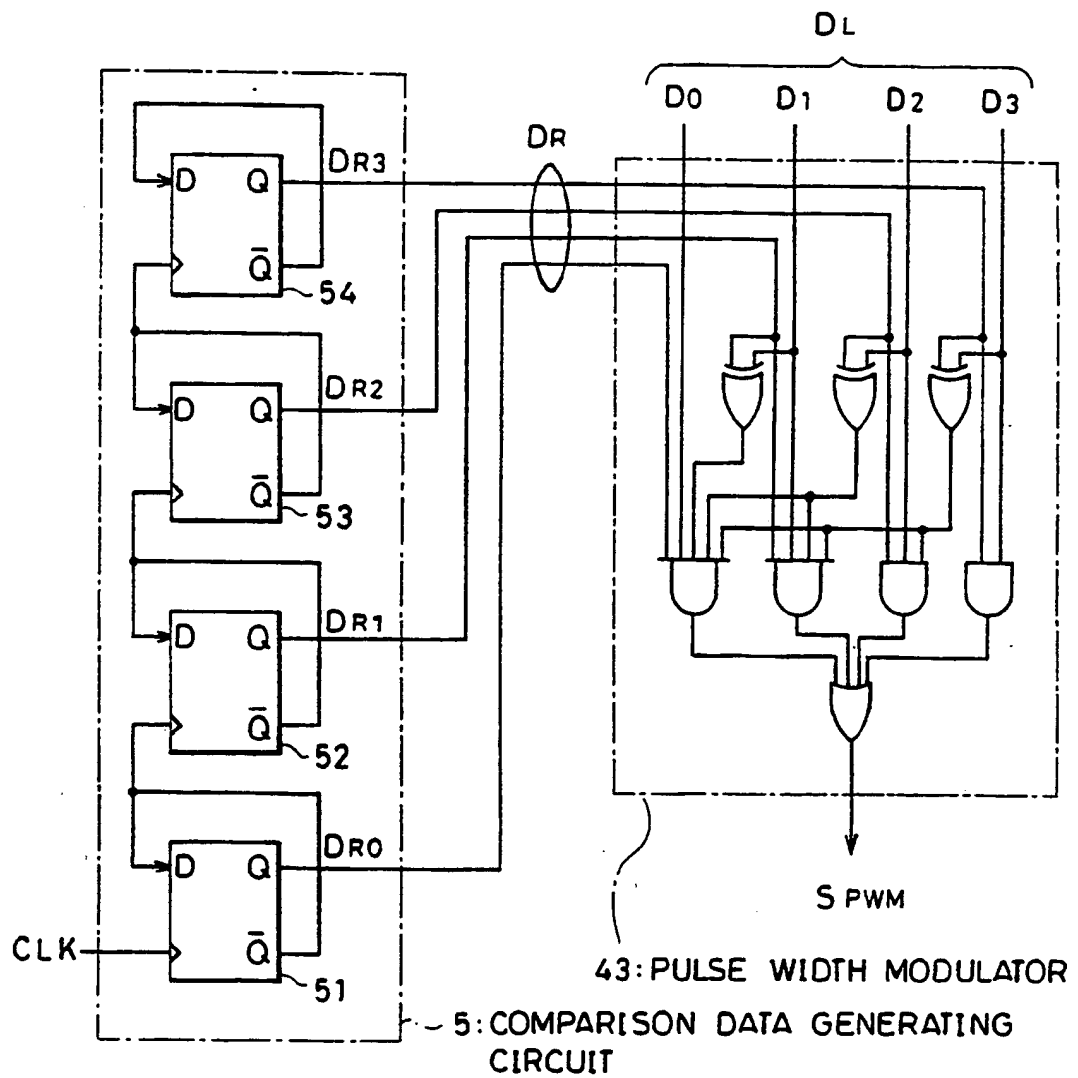 DL
D0 D1 D2 D3
DR
DR3
D Q
Q̅
54
DR2
D Q
Q̅
53
DR1
D Q
Q̅
52
DR0
D Q
Q̅
CLK
51
SPWM
43: PULSE WIDTH MODULATOR
5: COMPARISON DATA GENERATING
CIRCUIT